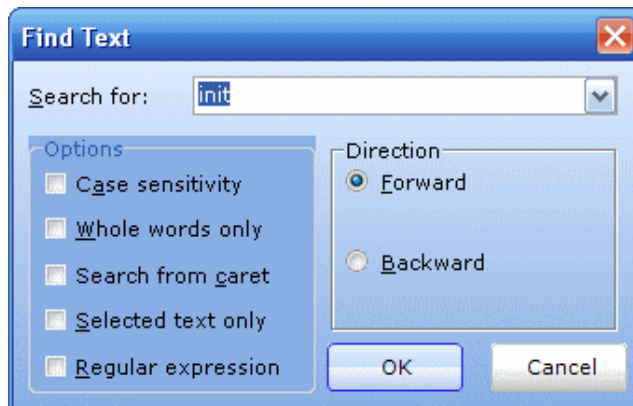 Find Text
Search for: init
Options
Case sensitivity
Whole words only
Search from caret
Selected text only
Regular expression
Direction
Forward
Backward
OK Cancel